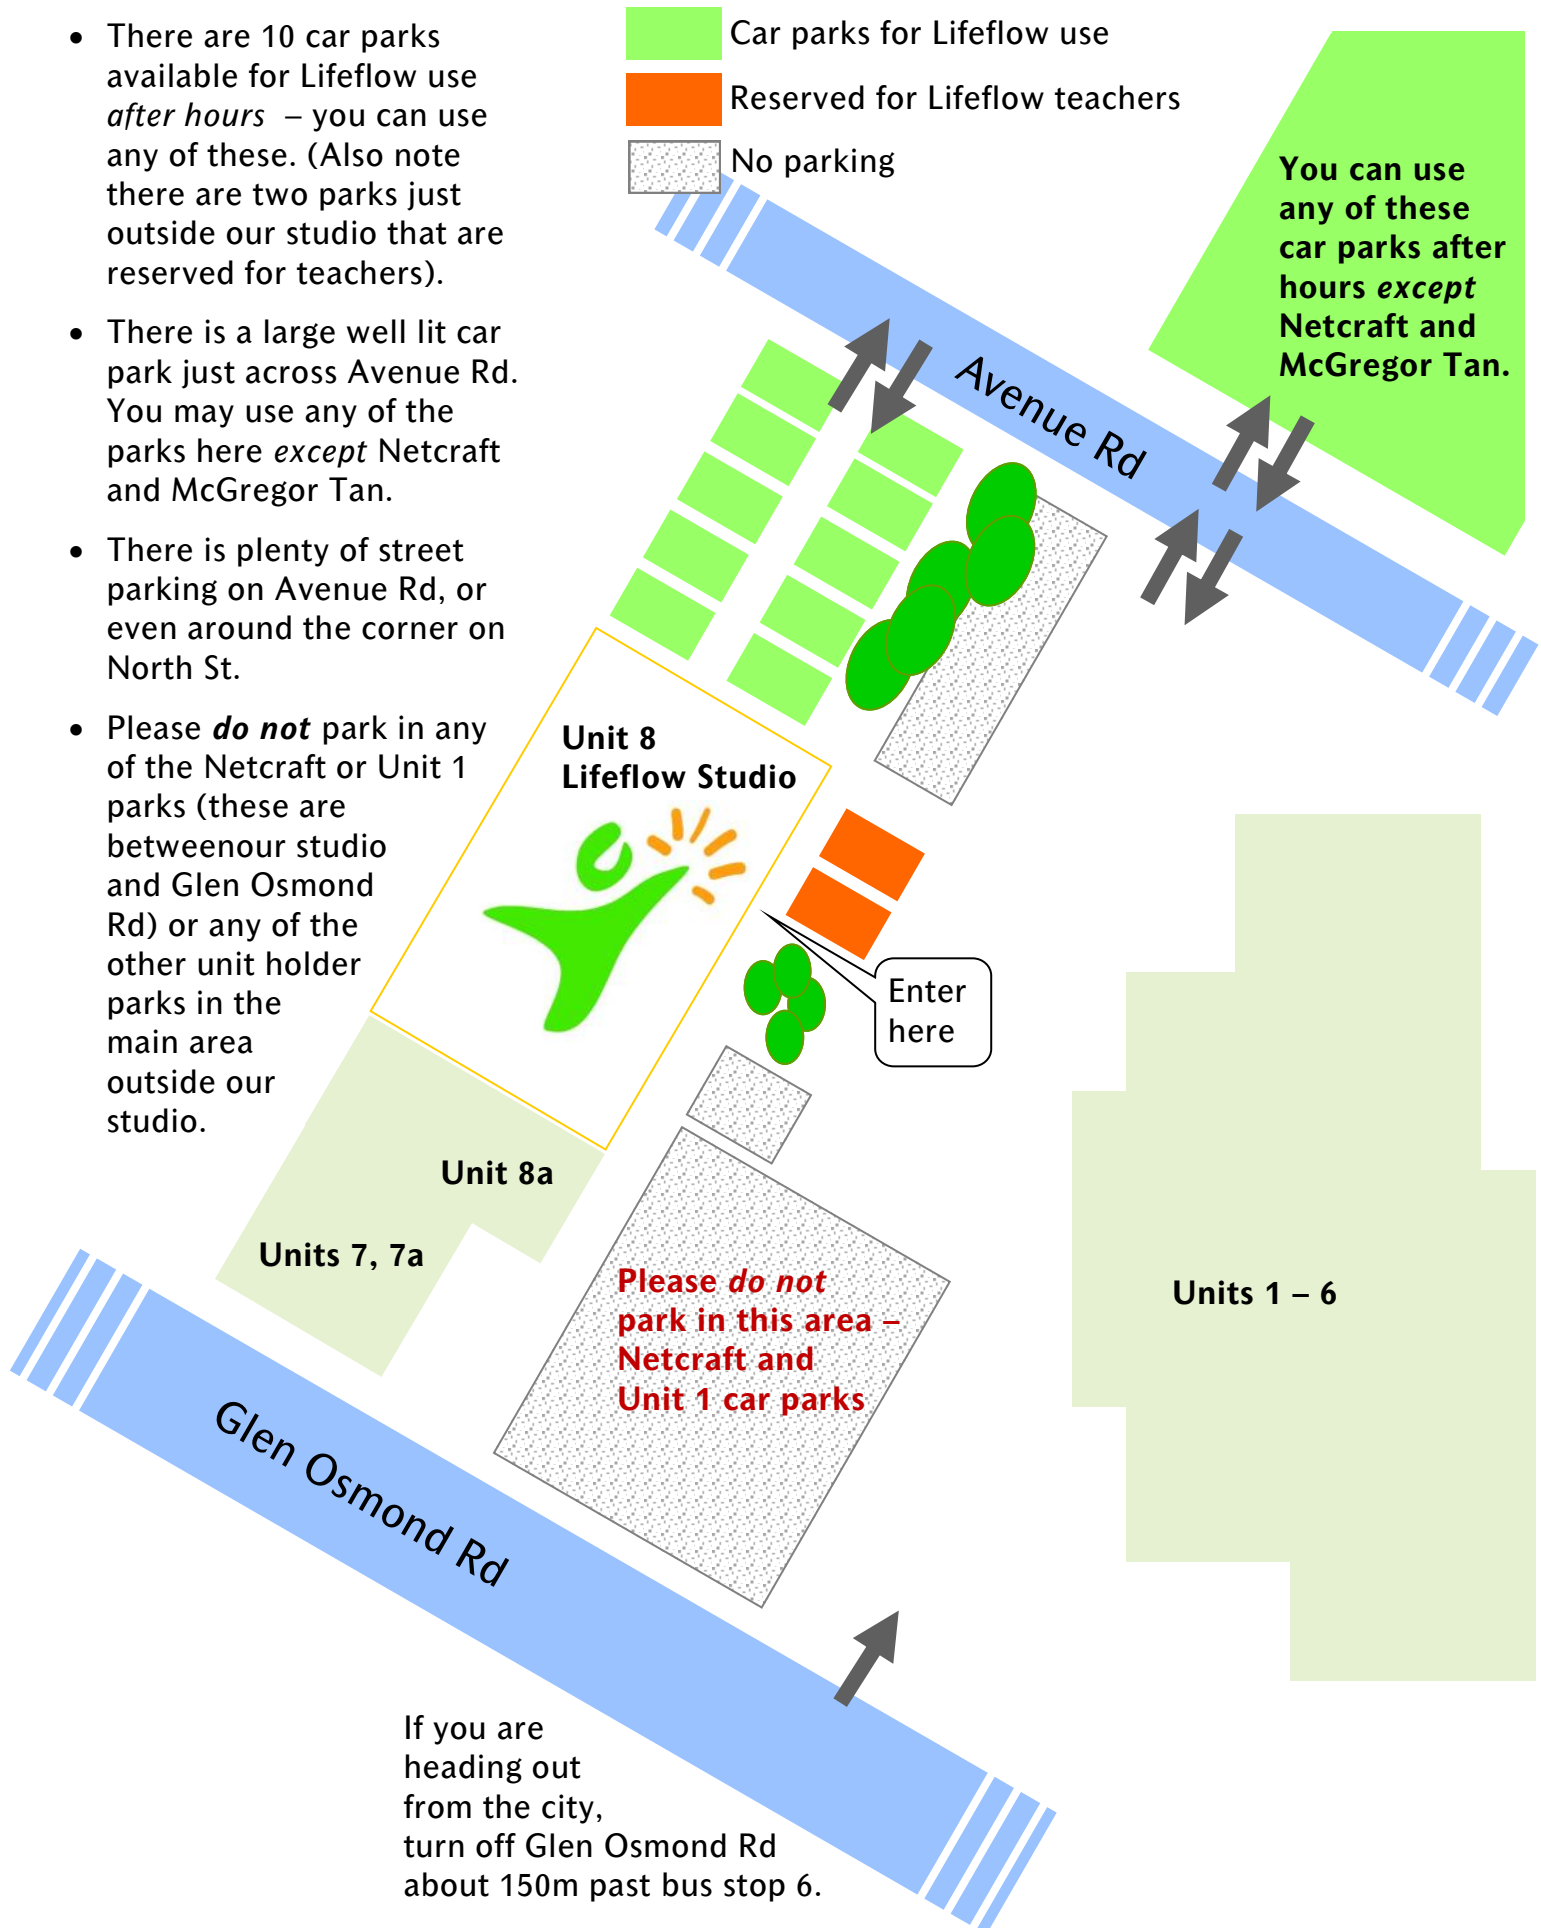 • There are 10 car parks
available for Lifeflow use
after hours – you can use
any of these. (Also note
there are two parks just
outside our studio that are
reserved for teachers).
• There is a large well lit car
park just across Avenue Rd.
You may use any of the
parks here except Netcraft
and McGregor Tan.
• There is plenty of street
parking on Avenue Rd, or
even around the corner on
North St.
• Please do not park in any
of the Netcraft or Unit 1
parks (these are
betweenour studio
and Glen Osmond
Rd) or any of the
other unit holder
parks in the
main area
outside our
studio.
Car parks for Lifeflow use
Reserved for Lifeflow teachers
No parking
You can use
any of these
car parks after
hours except
Netcraft and
McGregor Tan.
Avenue Rd
Unit 8
Lifeflow Studio
Enter
here
Unit 8a
Units 7, 7a
Please do not
park in this area –
Netcraft and
Unit 1 car parks
Units 1 – 6
Glen Osmond Rd
If you are
heading out
from the city,
turn off Glen Osmond Rd
about 150m past bus stop 6.